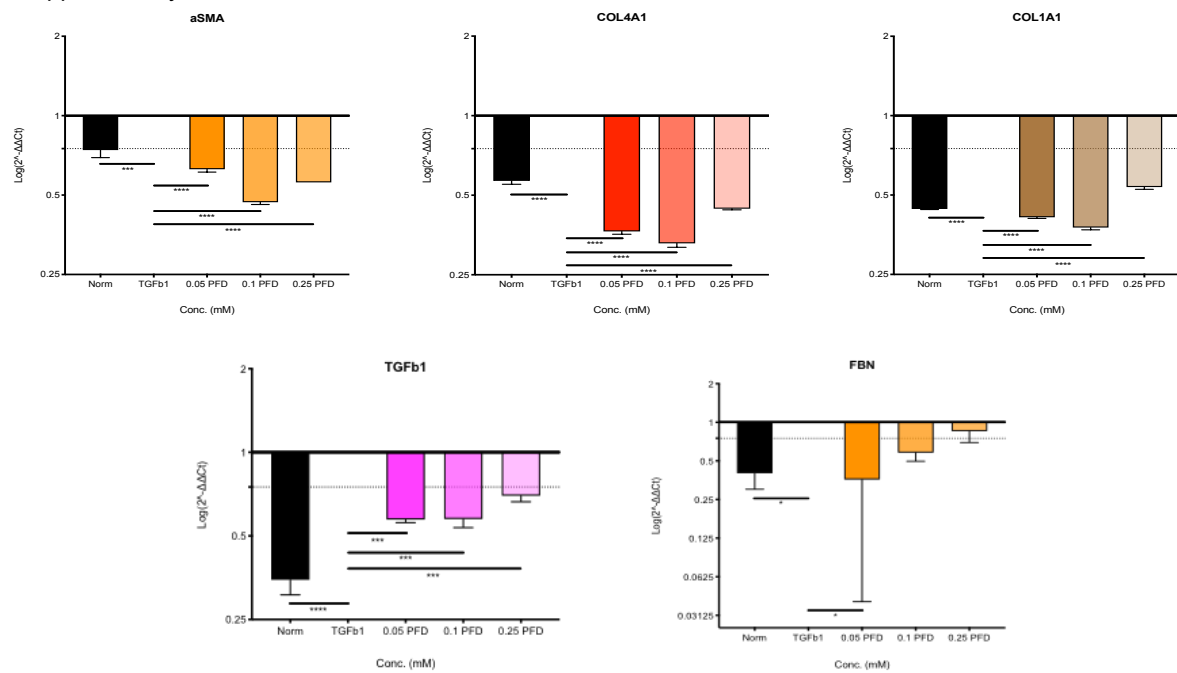 aSMA
2
1
0.5
0.25
Log(2^-ΔΔCt)
***
****
****
****
Norm TGFb1 0.05 PFD 0.1 PFD 0.25 PFD
Conc. (mM)
COL4A1
2
1
0.5
0.25
Log(2^-ΔΔCt)
****
****
****
****
Norm TGFb1 0.05 PFD 0.1 PFD 0.25 PFD
Conc. (mM)
COL1A1
2
1
0.5
0.25
Log(2^-ΔΔCt)
****
****
****
****
Norm TGFb1 0.05 PFD 0.1 PFD 0.25 PFD
Conc. (mM)
TGFb1
2
1
0.5
0.25
Log(2^-ΔΔCt)
***
***
***
****
Norm TGFb1 0.05 PFD 0.1 PFD 0.25 PFD
Conc. (mM)
FBN
2
1
0.5
0.25
0.125
0.0625
0.03125
Log(2^-ΔΔCt)
*
*
Norm TGFb1 0.05 PFD 0.1 PFD 0.25 PFD
Conc. (mM)